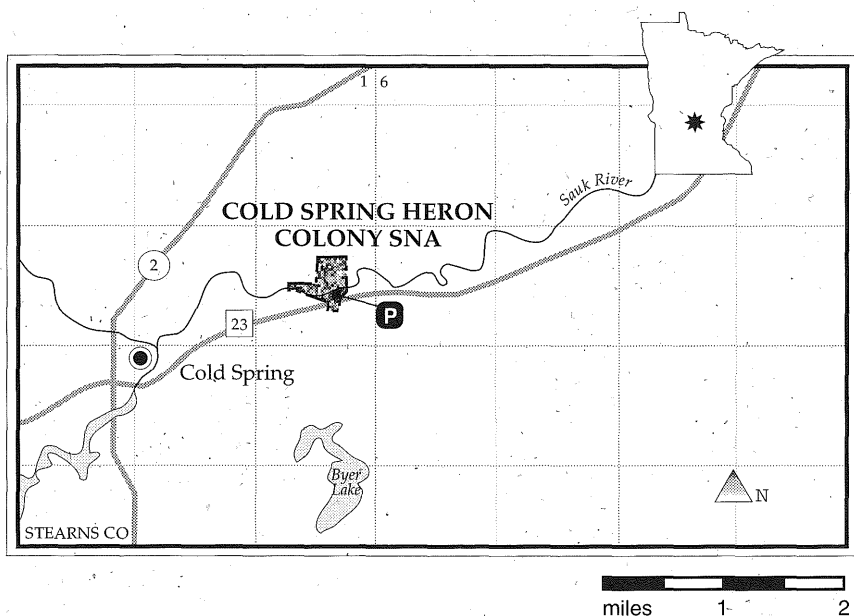 1 6
Sauk River
COLD SPRING HERON
COLONY SNA
2
P
23
Cold Spring
Byer
Lake
N
STEARNS CO
miles 1 2